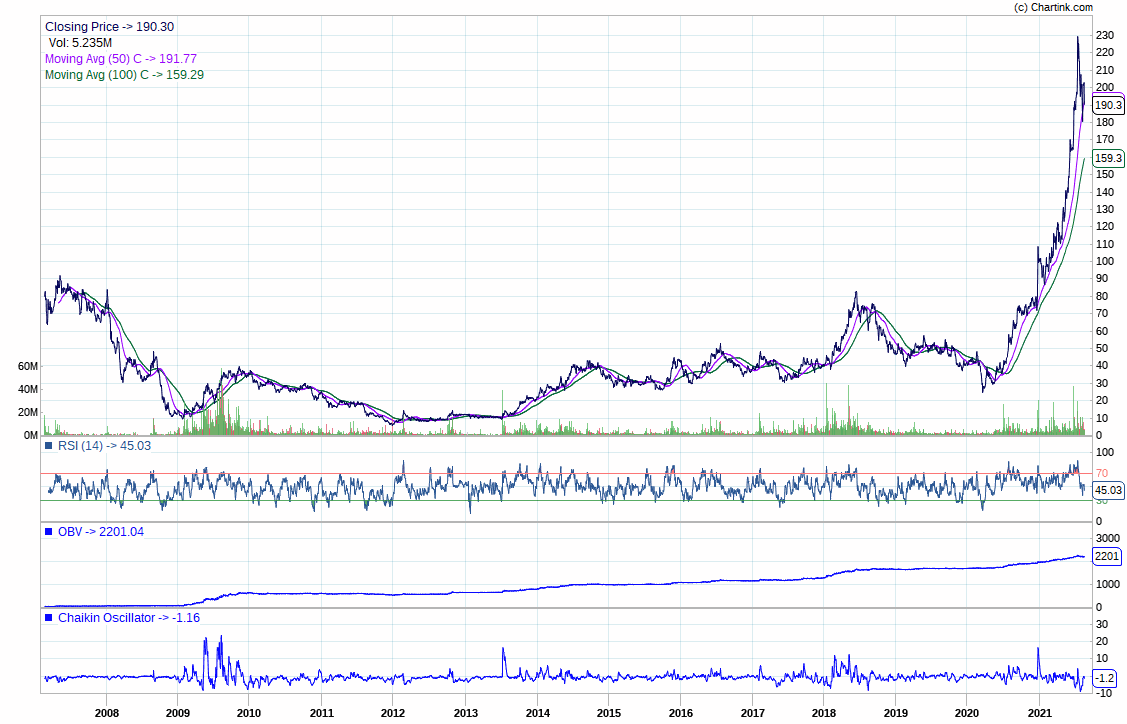 (c) Chartink.com
Closing Price -> 190.30
Vol: 5.235M
Moving Avg (50) C -> 191.77
Moving Avg (100) C -> 159.29
230
220
210
200
190.3
180
170
159.3
150
140
130
120
110
100
90
80
70
60
50
40
30
20
10
0
60M
40M
20M
0M
RSI (14) -> 45.03
100
70
45.03
30
0
OBV -> 2201.04
3000
2201
1000
0
Chaikin Oscillator -> -1.16
30
20
10
-1.2
-10
2008 2009 2010 2011 2012 2013 2014 2015 2016 2017 2018 2019 2020 2021